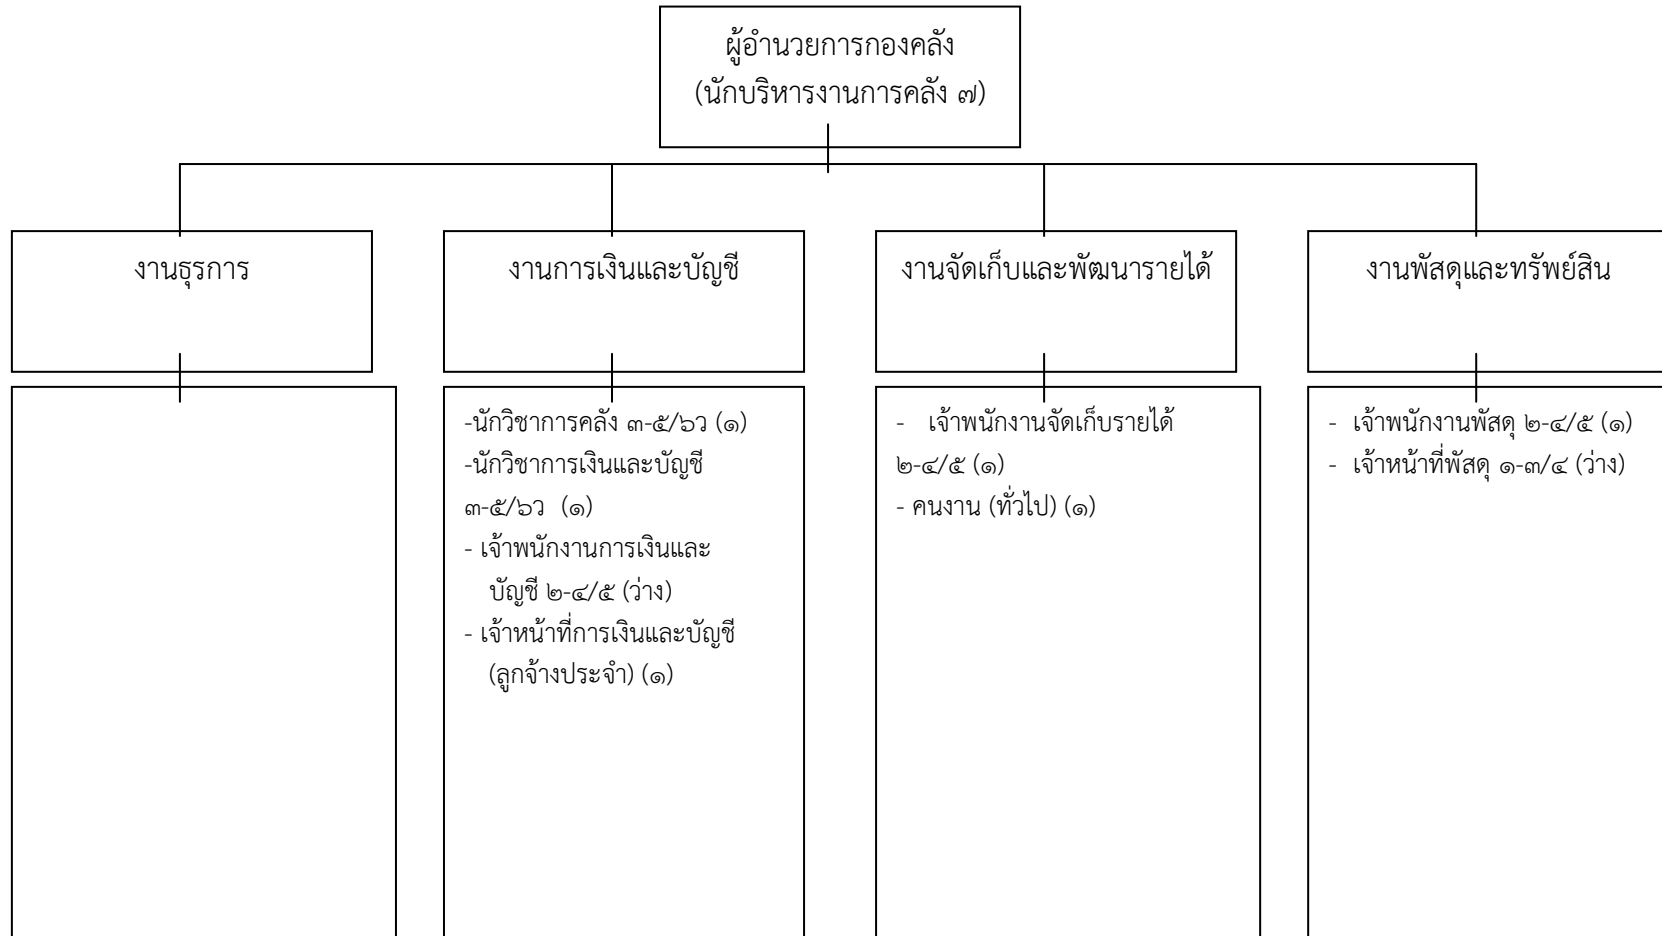 ผู้อำนวยการกองคลัง
(นักบริหารงานการคลัง ๗)
งานธุรการ
งานการเงินและบัญชี
งานจัดเก็บและพัฒนารายได้
งานพัสดุและทรัพย์สิน
-นักวิชาการคลัง ๓-๕/๖ว (๑)
-นักวิชาการเงินและบัญชี
๓-๕/๖ว (๑)
- เจ้าพนักงานการเงินและ
บัญชี ๒-๔/๕ (ว่าง)
- เจ้าหน้าที่การเงินและบัญชี
(ลูกจ้างประจำ) (๑)
- เจ้าพนักงานจัดเก็บรายได้
๒-๔/๕ (๑)
- คนงาน (ทั่วไป) (๑)
- เจ้าพนักงานพัสดุ ๒-๔/๕ (๑)
- เจ้าหน้าที่พัสดุ ๑-๓/๔ (ว่าง)